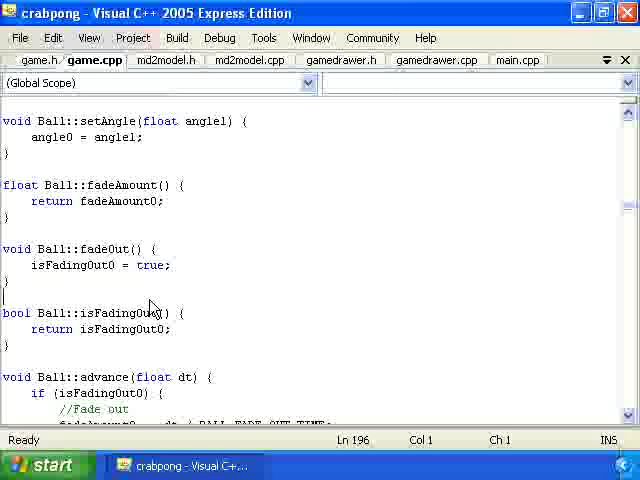 crabpong - Visual C++ 2005 Express Edition
File Edit View Project Build Debug Tools Window Community Help
game.h game.cpp md2model.h md2model.cpp gamedrawer.h gamedrawer.cpp main.cpp
(Global Scope)
void Ball::setAngle(float angle1) {
angle0 = angle1;
}
float Ball::fadeAmount() {
return fadeAmount0;
}
void Ball::fadeOut() {
isFadingOut0 = true;
}
bool Ball::isFadingOut() {
return isFadingOut0;
}
void Ball::advance(float dt) {
if (isFadingOut0) {
//Fade out
Ready Ln 196 Col 1 Ch 1 INS
start crabpong - Visual C+...